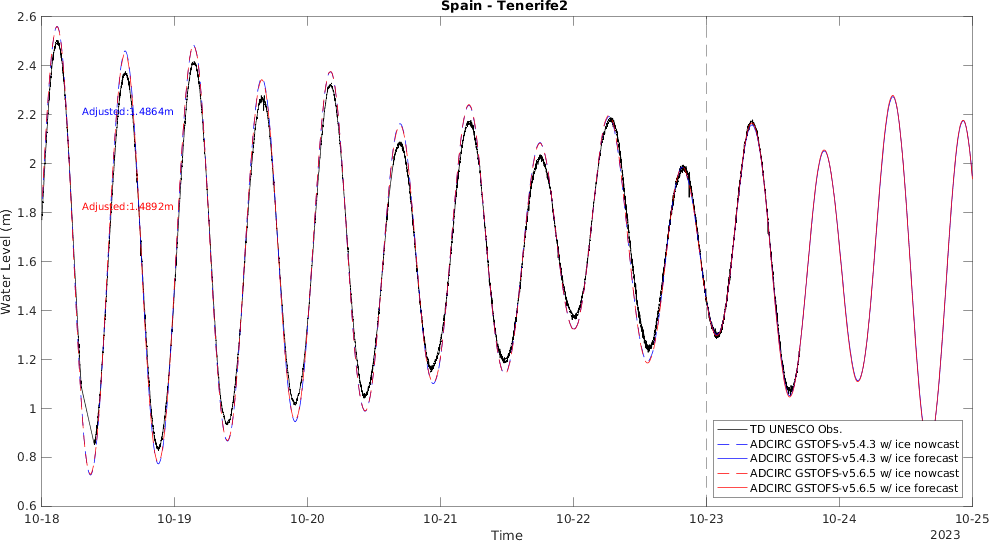 Spain - Tenerife2
2.6
2.4
2.2
2
1.8
1.6
1.4
1.2
1
0.8
0.6
Water Level (m)
Adjusted:1.4864m
Adjusted:1.4892m
TD UNESCO Obs.
ADCIRC GSTOFS-v5.4.3 w/ ice nowcast
ADCIRC GSTOFS-v5.4.3 w/ ice forecast
ADCIRC GSTOFS-v5.6.5 w/ ice nowcast
ADCIRC GSTOFS-v5.6.5 w/ ice forecast
10-18 10-19 10-20 10-21 10-22 10-23 10-24 10-25
Time
2023